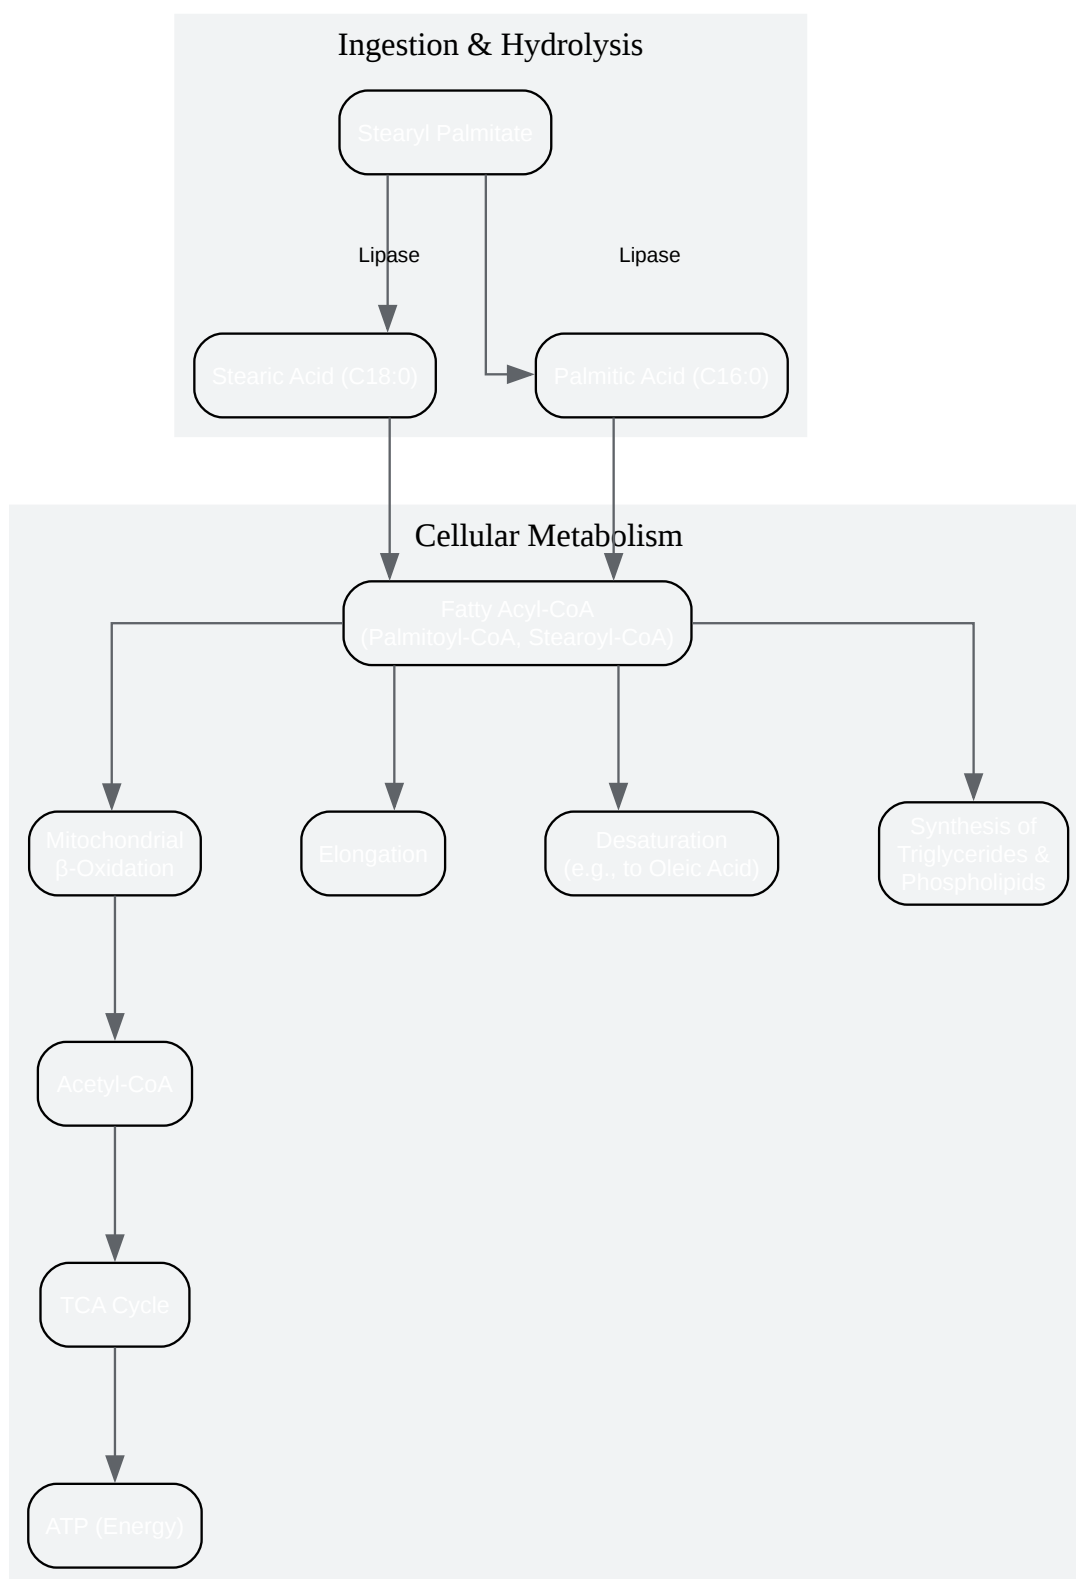 Ingestion & Hydrolysis
Stearyl Palmitate
Lipase
Lipase
Stearic Acid (C18:0)
Palmitic Acid (C16:0)
Cellular Metabolism
Fatty Acyl-CoA
(Palmitoyl-CoA, Stearoyl-CoA)
Mitochondrial
β-Oxidation
Elongation
Desaturation
(e.g., to Oleic Acid)
Synthesis of
Triglycerides &
Phospholipids
Acetyl-CoA
TCA Cycle
ATP (Energy)